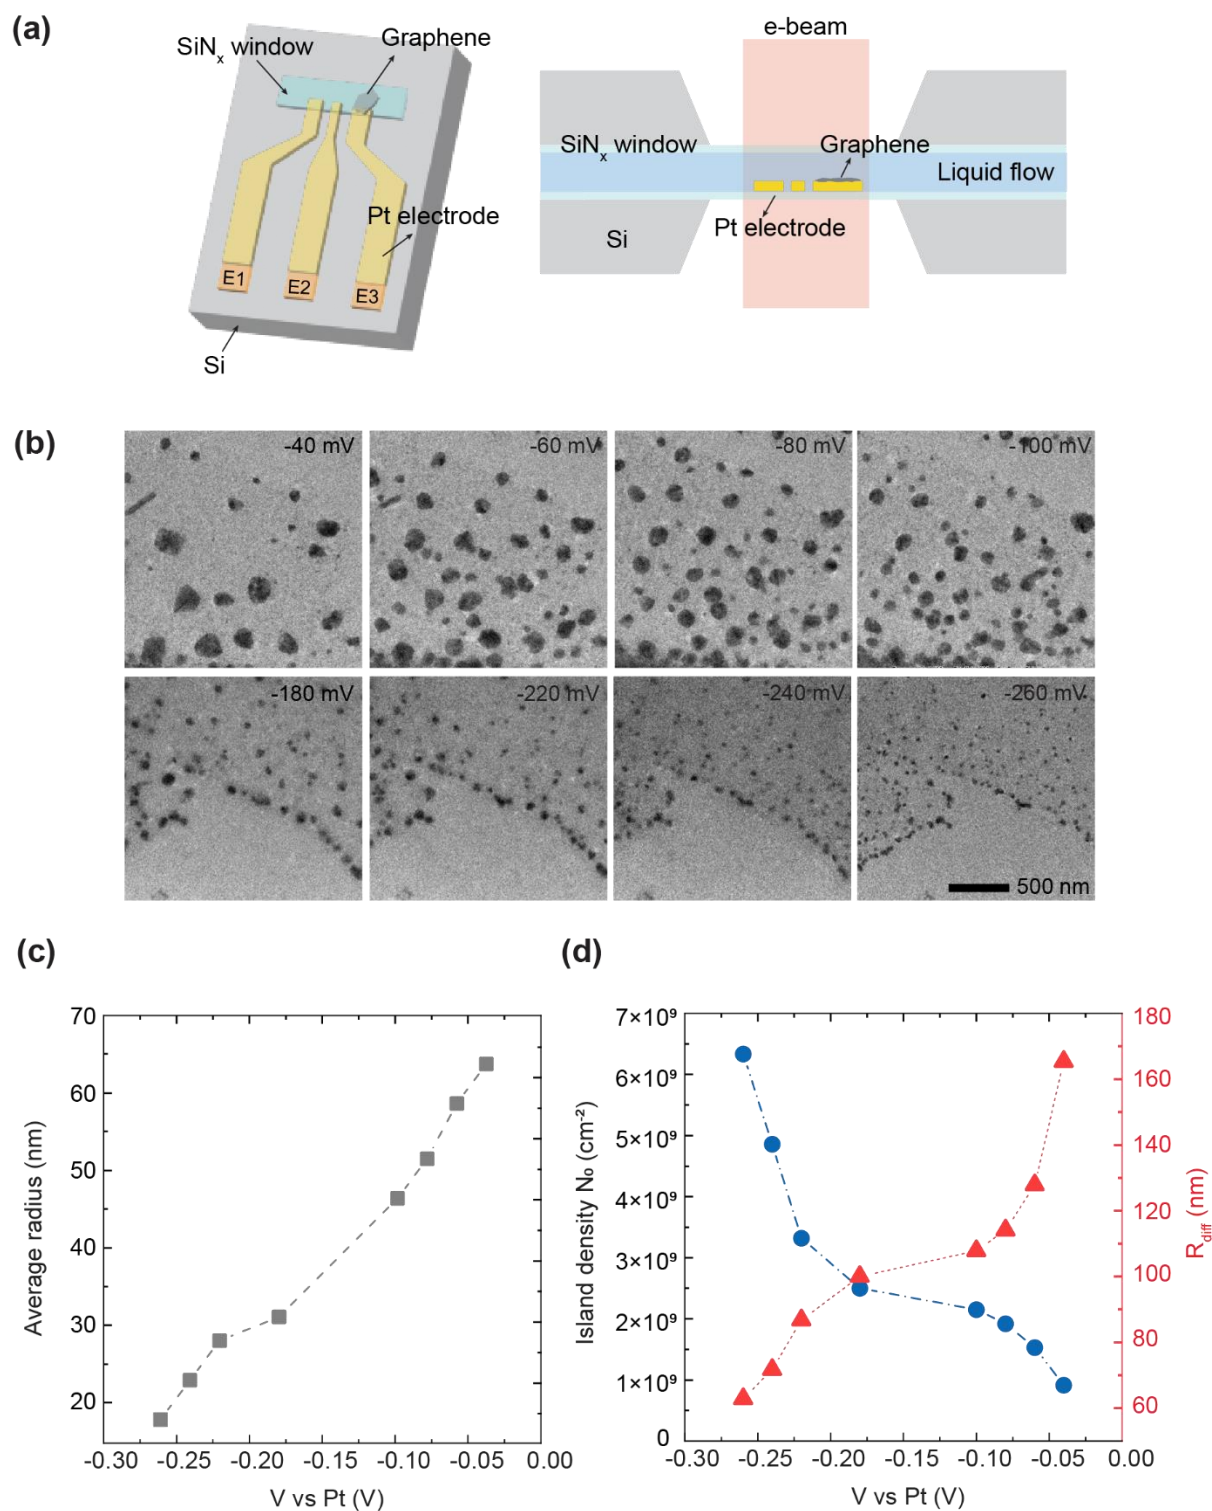 (a)
SiNₓ window
Graphene
Pt electrode
E1
E2
E3
Si
e-beam
SiNₓ window
Graphene
Liquid flow
Pt electrode
Si
(b)
-40 mV
-60 mV
-80 mV
-100 mV
-180 mV
-220 mV
-240 mV
-260 mV
500 nm
(c)
70
60
50
40
30
20
Average radius (nm)
-0.30 -0.25 -0.20 -0.15 -0.10 -0.05 0.00
V vs Pt (V)
(d)
7×10⁹
6×10⁹
5×10⁹
4×10⁹
3×10⁹
2×10⁹
1×10⁹
0
Island density N₀ (cm⁻²)
180
160
140
120
100
80
60
R_diff (nm)
-0.30 -0.25 -0.20 -0.15 -0.10 -0.05 0.00
V vs Pt (V)